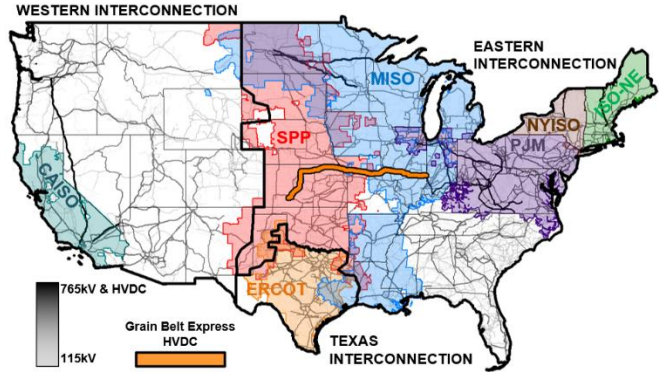 WESTERN INTERCONNECTION
EASTERN
INTERCONNECTION
MISO
ISO-NE
NYISO
PJM
SPP
CAISO
ERCOT
765kV & HVDC
115kV
Grain Belt Express
HVDC
TEXAS
INTERCONNECTION